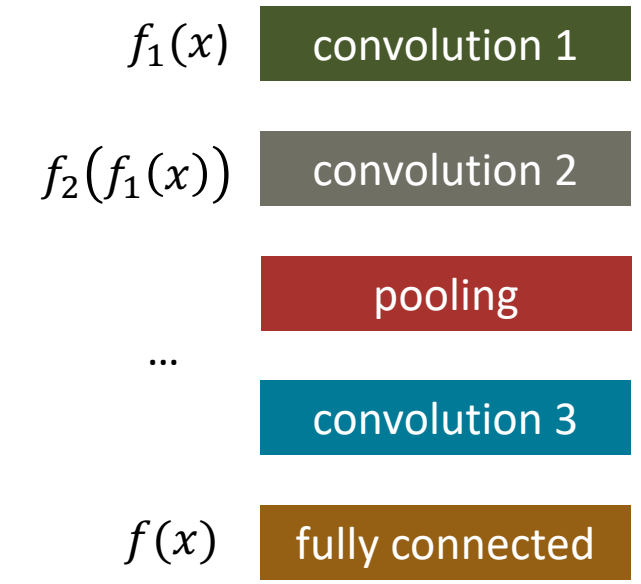 f₁(x) convolution 1
f₂(f₁(x)) convolution 2
pooling
...
convolution 3
f(x) fully connected